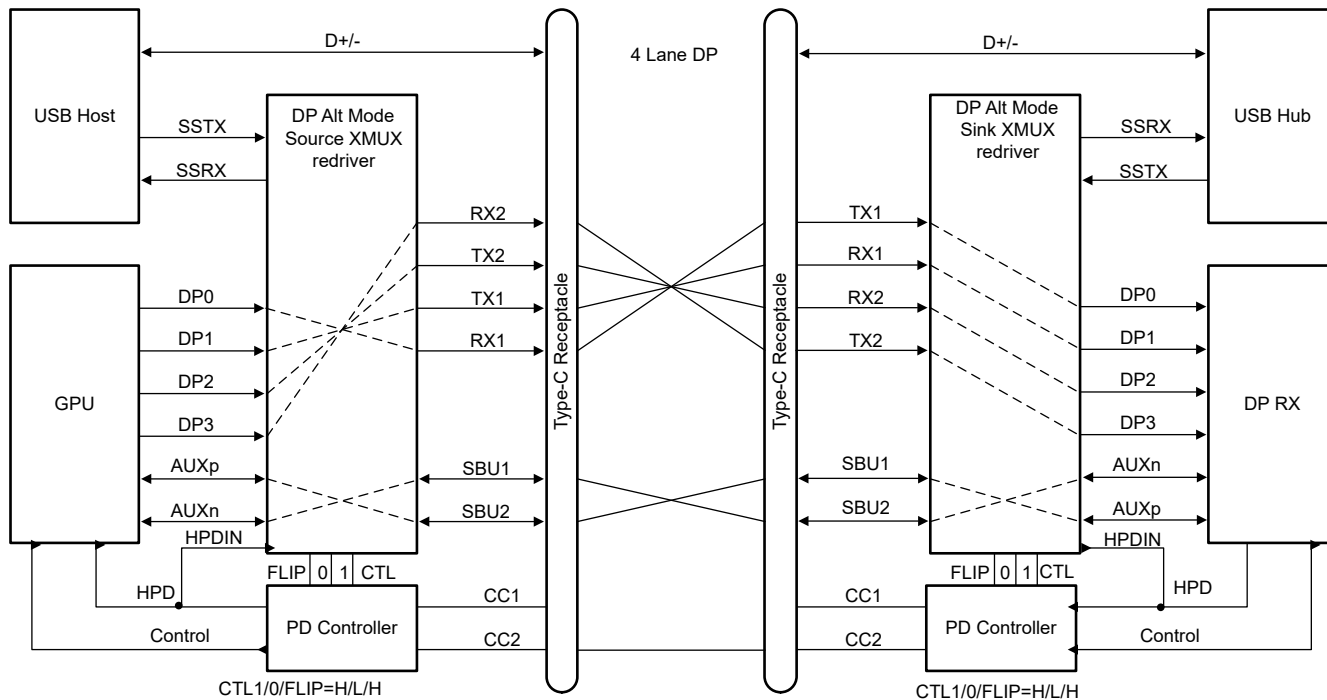 D+/-
4 Lane DP
D+/-
USB Host
SSTX
SSRX
DP Alt Mode
Source XMUX
redriver
DP Alt Mode
Sink XMUX
redriver
SSRX
SSTX
USB Hub
RX2
TX2
TX1
RX1
Type-C Receptacle
Type-C Receptacle
TX1
RX1
RX2
TX2
GPU
DP0
DP1
DP2
DP3
AUXp
AUXn
HPDIN
SBU1
SBU2
SBU1
SBU2
DP0
DP1
DP2
DP3
AUXn
AUXp
HPDIN
DP RX
FLIP 0 1 CTL
HPD
Control
PD Controller
CC1
CC2
CTL1/0/FLIP=H/L/H
FLIP 0 1 CTL
CC1
CC2
PD Controller
HPD
Control
CTL1/0/FLIP=H/L/H